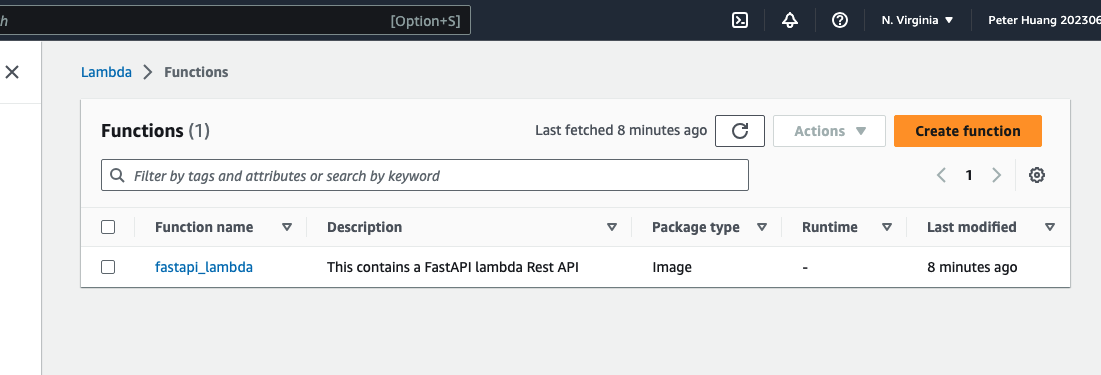 h [Option+S] N. Virginia Peter Huang 202306
Lambda Functions
Functions (1) Last fetched 8 minutes ago Actions Create function
Filter by tags and attributes or search by keyword 1
Function name Description Package type Runtime Last modified
fastapi_lambda This contains a FastAPI lambda Rest API Image - 8 minutes ago